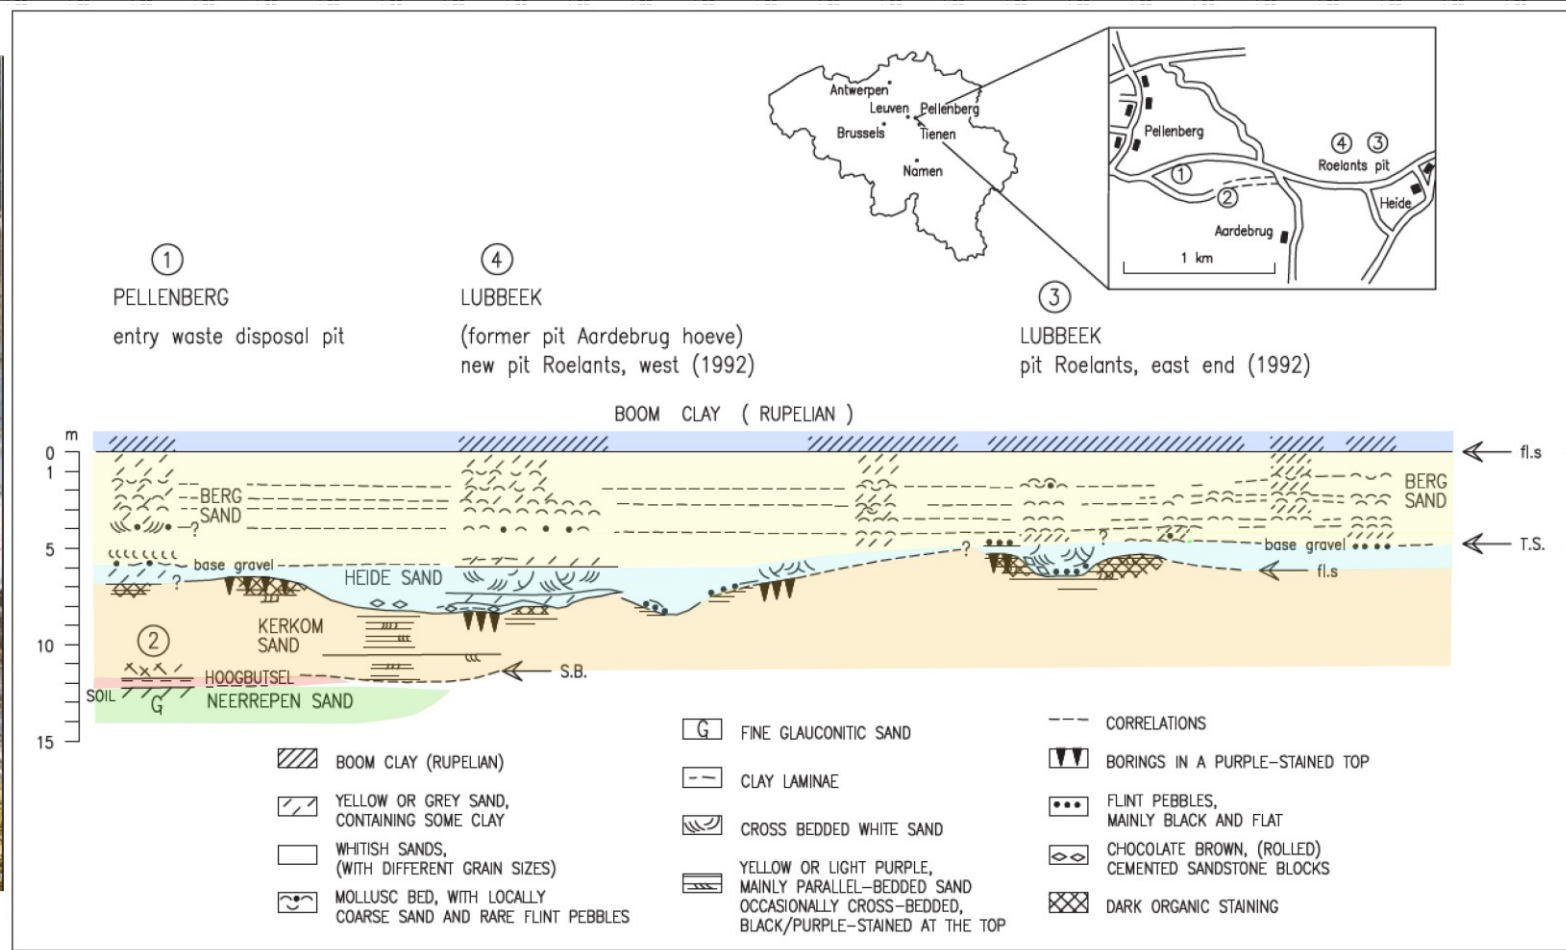 Antwerpen
Leuven
Pellenberg
Brussels
Tienen
Namen
Pellenberg
4
3
Roelants pit
1
2
Heide
Aardebrug
1 km
1
PELLENBERG
entry waste disposal pit
4
LUBBEEK
(former pit Aardebrug hoeve)
new pit Roelants, west (1992)
3
LUBBEEK
pit Roelants, east end (1992)
BOOM CLAY ( RUPELIAN )
m
0
1
5
10
15
fl.s
BERG
SAND
?
BERG
SAND
?
?
base gravel
T.S.
base gravel
?
HEIDE SAND
fl.s
KERKOM
SAND
2
HOOGBUTSEL
S.B.
SOIL
G
NEERREPEN SAND
BOOM CLAY (RUPELIAN)
YELLOW OR GREY SAND,
CONTAINING SOME CLAY
WHITISH SANDS,
(WITH DIFFERENT GRAIN SIZES)
MOLLUSC BED, WITH LOCALLY
COARSE SAND AND RARE FLINT PEBBLES
G
FINE GLAUCONITIC SAND
CLAY LAMINAE
CROSS BEDDED WHITE SAND
YELLOW OR LIGHT PURPLE,
MAINLY PARALLEL-BEDDED SAND
OCCASIONALLY CROSS-BEDDED,
BLACK/PURPLE-STAINED AT THE TOP
CORRELATIONS
BORINGS IN A PURPLE-STAINED TOP
FLINT PEBBLES,
MAINLY BLACK AND FLAT
CHOCOLATE BROWN, (ROLLED)
CEMENTED SANDSTONE BLOCKS
DARK ORGANIC STAINING